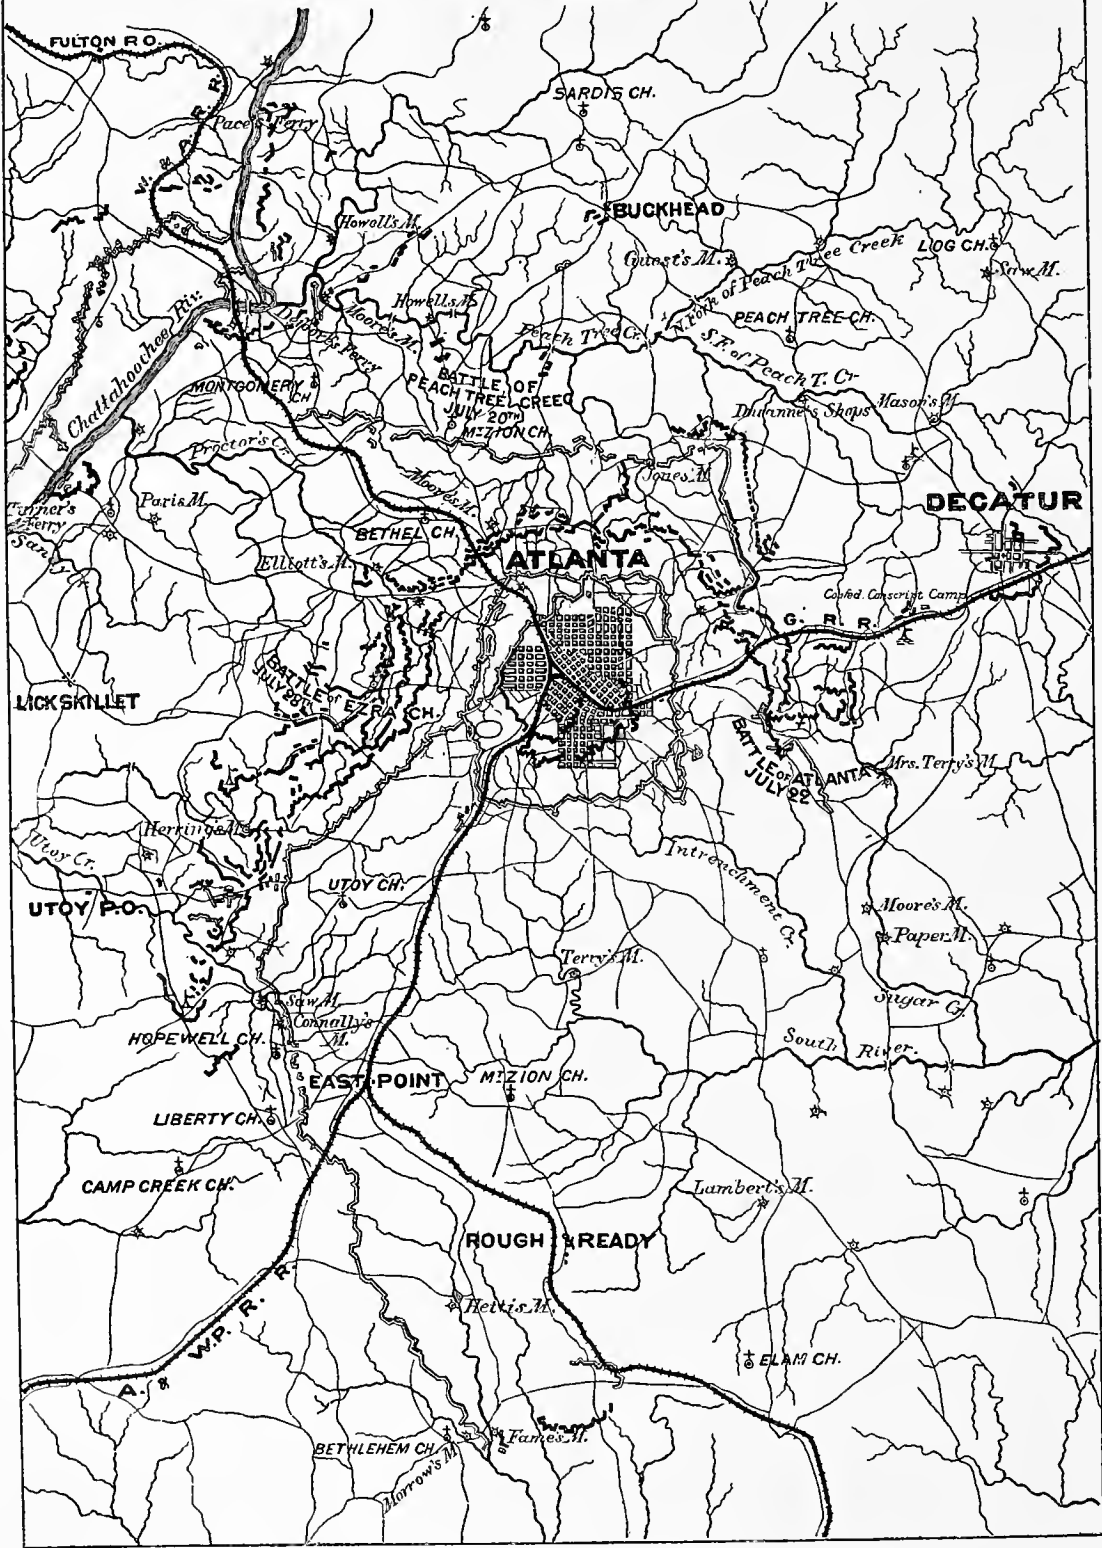 FULTON P.O.
W. & A. R. R.
Pace's Ferry
SARDIS CH.
BUCKHEAD
Howell's M.
Guest's M.
N. Fork of Peach Tree Creek
LOG CH.
Saw M.
Howell's M.
Moore's M.
Peach Tree Cr.
PEACH TREE CH.
S.F. of Peach T. Cr
Chattahoochee Riv.
MONTGOMERY
CH
BATTLE OF
PEACH TREE CREEC
JULY 20TH
MT ZION CH.
Mason's M.
Proctor's Cr.
Moore's M.
Jones' M.
Paris M.
Turner's
Ferry
BETHEL CH.
Elliott's M.
ATLANTA
DECATUR
Confed. Conscript Camp
G. R. R.
LICKSKILLET
BATTLE OF EZRA CH.
JULY 28TH
BATTLE OF ATLANTA
JULY 22
Mrs. Terry's M.
Herring's M.
Utoy Cr.
UTOY CH.
UTOY P.O.
Intrenchment Cr.
Moore's M.
Paper M.
Terry's M.
Sugar Cr.
Saw M.
Connally's
M.
HOPEWELL CH.
South River.
EAST POINT
MT ZION CH.
LIBERTY CH.
CAMP CREEK CH.
Lambert's M.
ROUGH & READY
Hettis M.
A. & W.P. R. R.
ELAM CH.
BETHLEHEM CH.
Morrow's M
Fame's M.